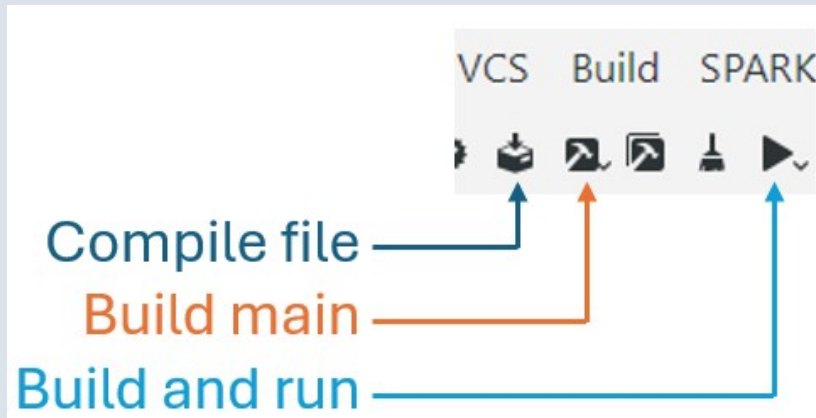 VCS Build SPARK
Compile file
Build main
Build and run